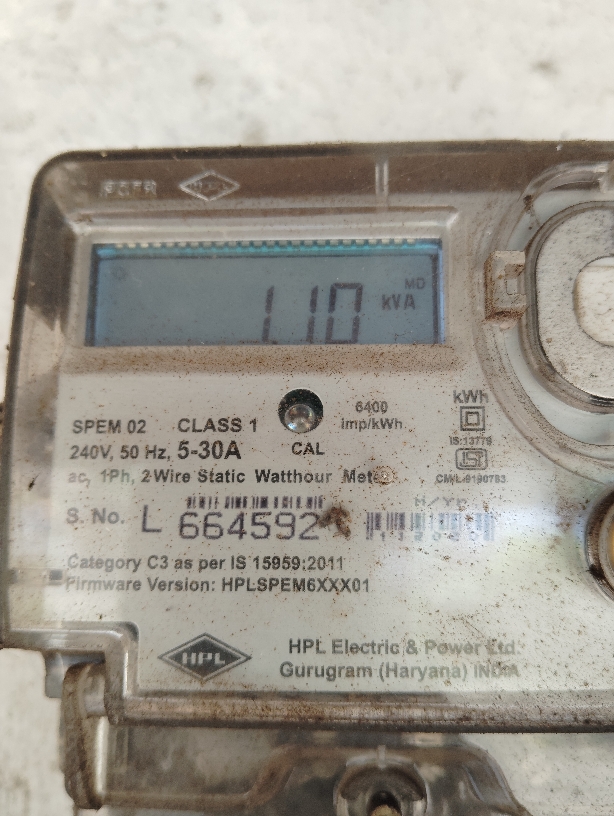 HPL
MD
1.10 kVA
SPEM 02 CLASS 1
6400
imp/kWh
kWh
240V, 50 Hz, 5-30A
CAL
IS:13779
ac, 1Ph, 2-Wire Static Watthour Meter
S. No. L 664592
M/Yr.
Category C3 as per IS 15959:2011
Firmware Version: HPLSPEM6XXX01
HPL
HPL Electric & Power Ltd.
Gurugram (Haryana) INDIA